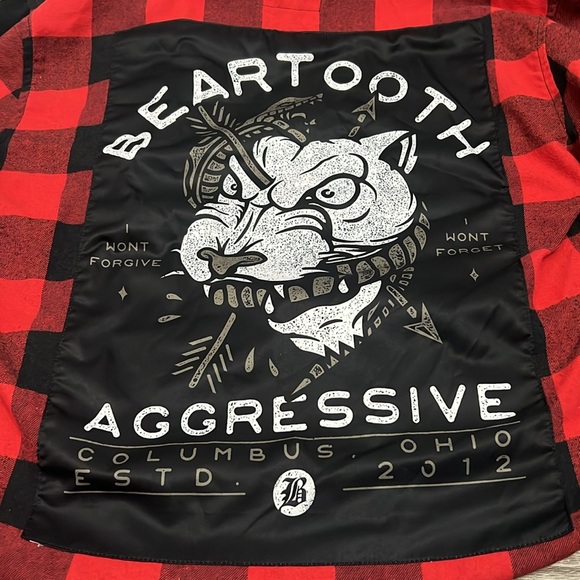 BEARTOOTH
I WONT FORGIVE
I WONT FORGET
AGGRESSIVE
COLUMBUS. OHIO
ESTD. 2012
B